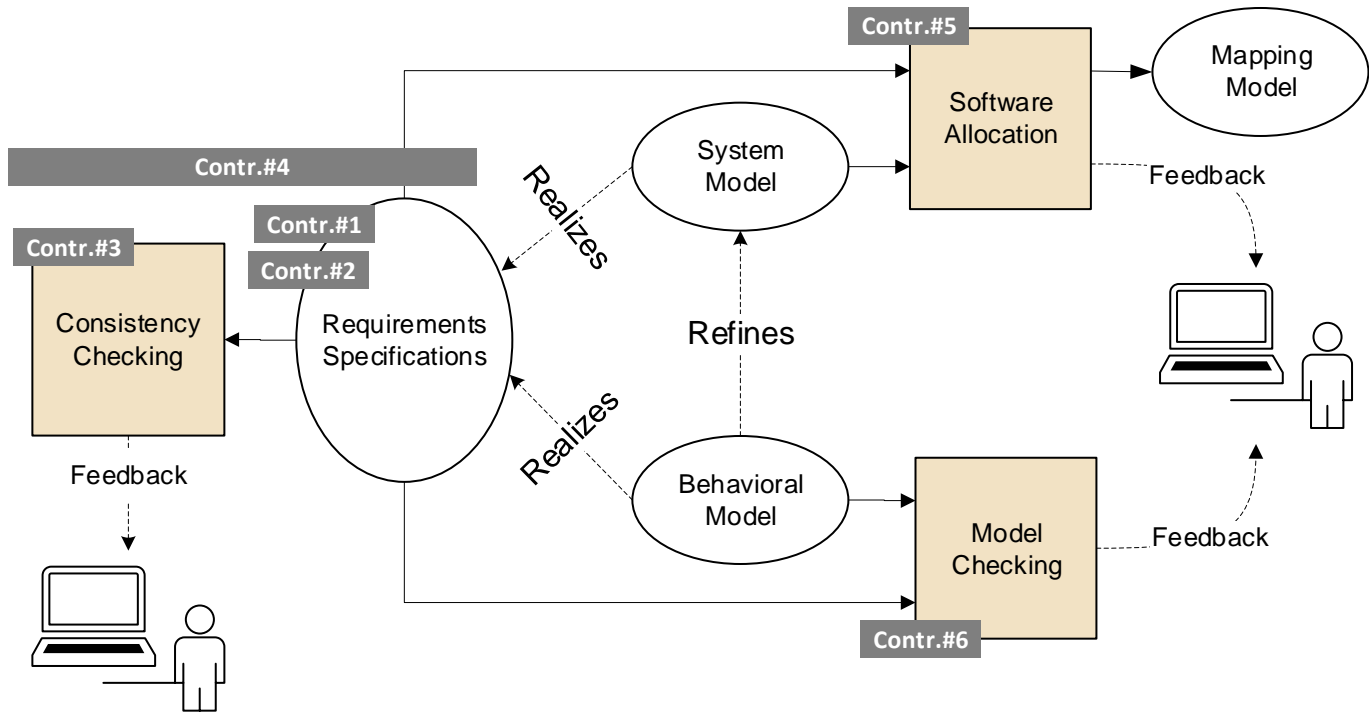 Contr.#5
Mapping
Model
Software
Allocation
System
Model
Feedback
Contr.#4
Realizes
Contr.#1
Contr.#3
Contr.#2
Consistency
Checking
Requirements
Specifications
Refines
Realizes
Feedback
Behavioral
Model
Model
Checking
Feedback
Contr.#6